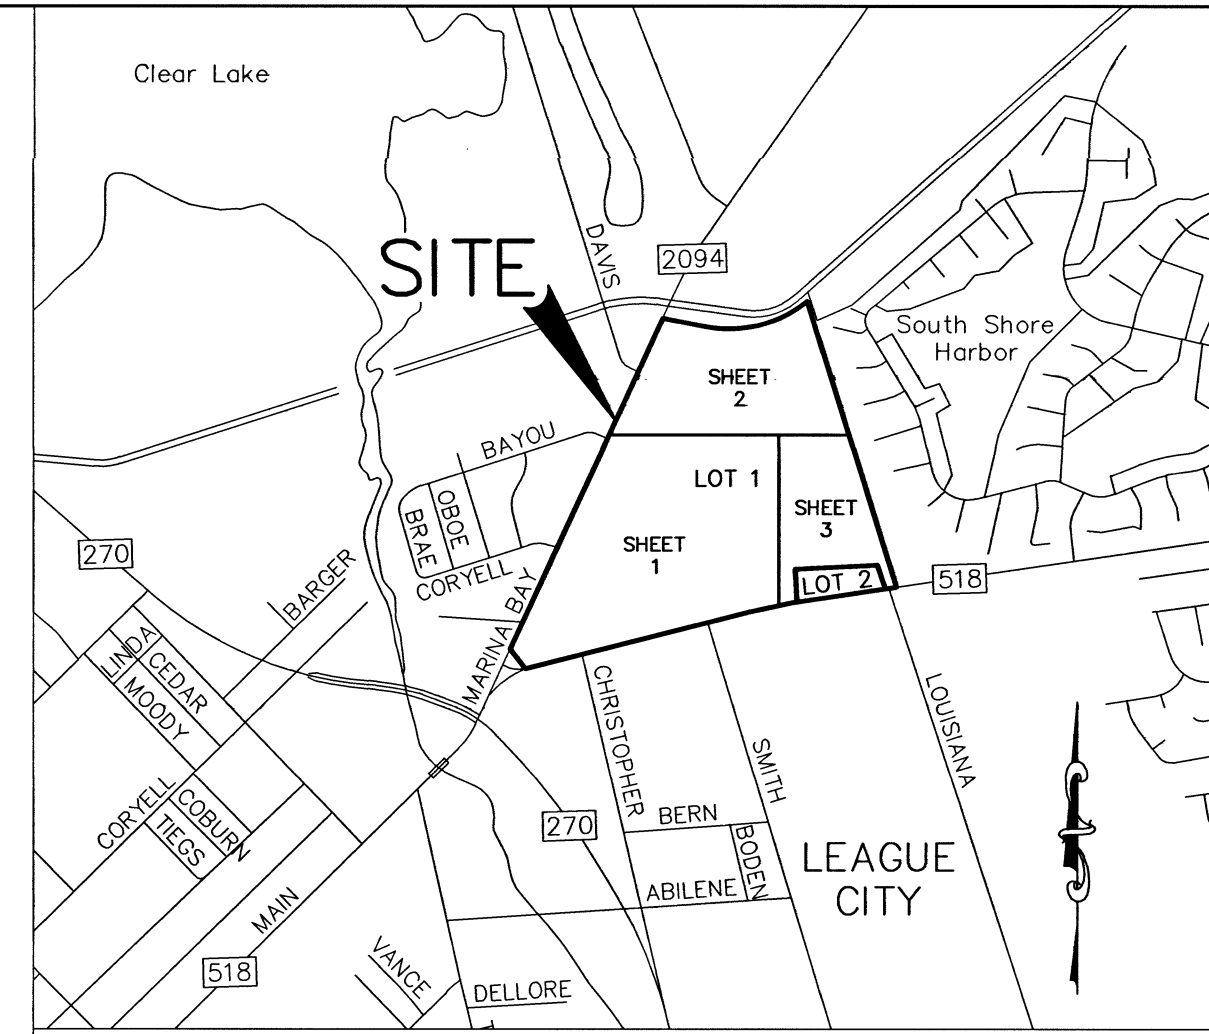 Clear Lake
DAVIS
SITE
2094
South Shore
Harbor
SHEET
2
BAYOU
LOT 1
OBOE
BRAE
SHEET
3
SHEET
1
270
CORYELL
BARGER
MARINA BAY
LOT 2
518
LINDA
CEDAR
MOODY
CHRISTOPHER
LOUISIANA
SMITH
CORYELL
COBURN
TIEGS
270
BERN
BODEN
LEAGUE
CITY
ABILENE
MAIN
VANCE
518
DELLORE